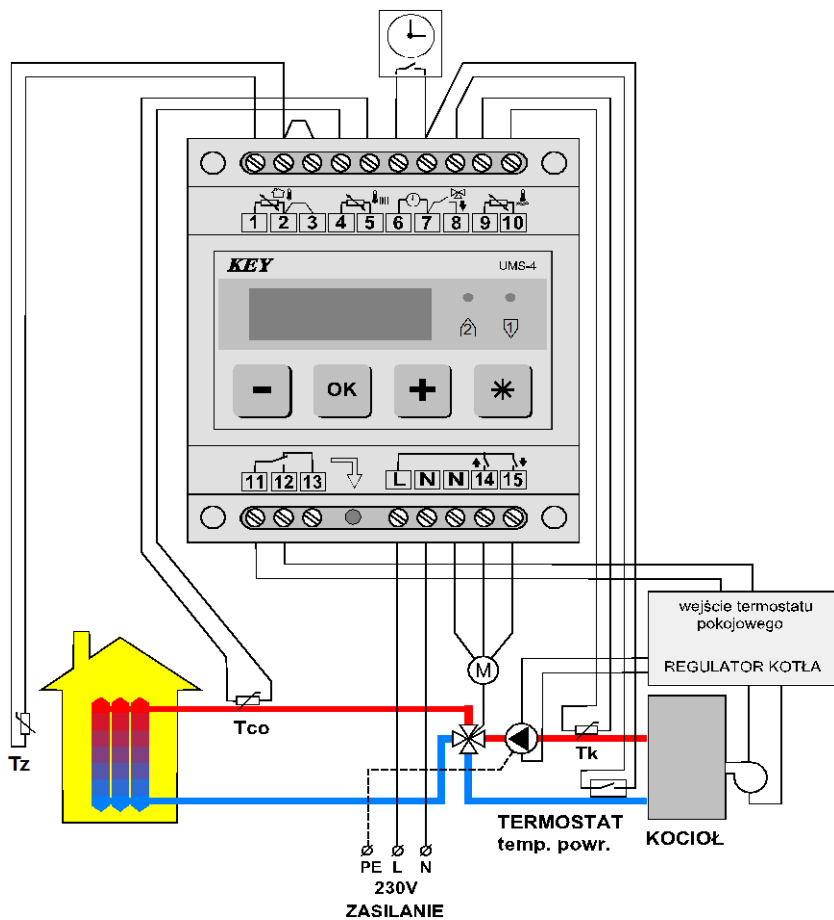 1 2 3 4 5 6 7 8 9 10
KEY UMS-4
2 1
- OK + *
11 12 13 L N N 14 15
wejście termostatu
pokojowego
REGULATOR KOTŁA
M
Tco
Tz
Tk
TERMOSTAT
temp. powr.
KOCIOŁ
PE L N
230V
ZASILANIE